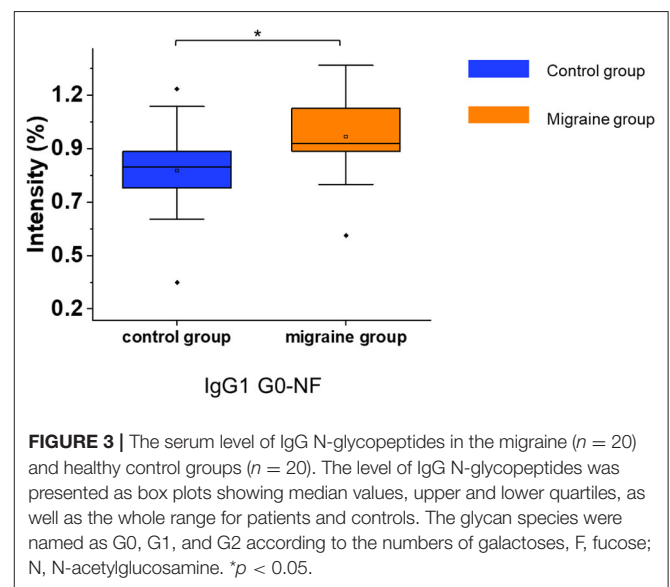 *
Control group
Migraine group
Intensity (%)
1.2
0.9
0.7
0.5
0.2
control group
migraine group
IgG1 G0-NF
FIGURE 3 | The serum level of IgG N-glycopeptides in the migraine (n = 20)
and healthy control groups (n = 20). The level of IgG N-glycopeptides was
presented as box plots showing median values, upper and lower quartiles, as
well as the whole range for patients and controls. The glycan species were
named as G0, G1, and G2 according to the numbers of galactoses, F, fucose;
N, N-acetylglucosamine. *p < 0.05.